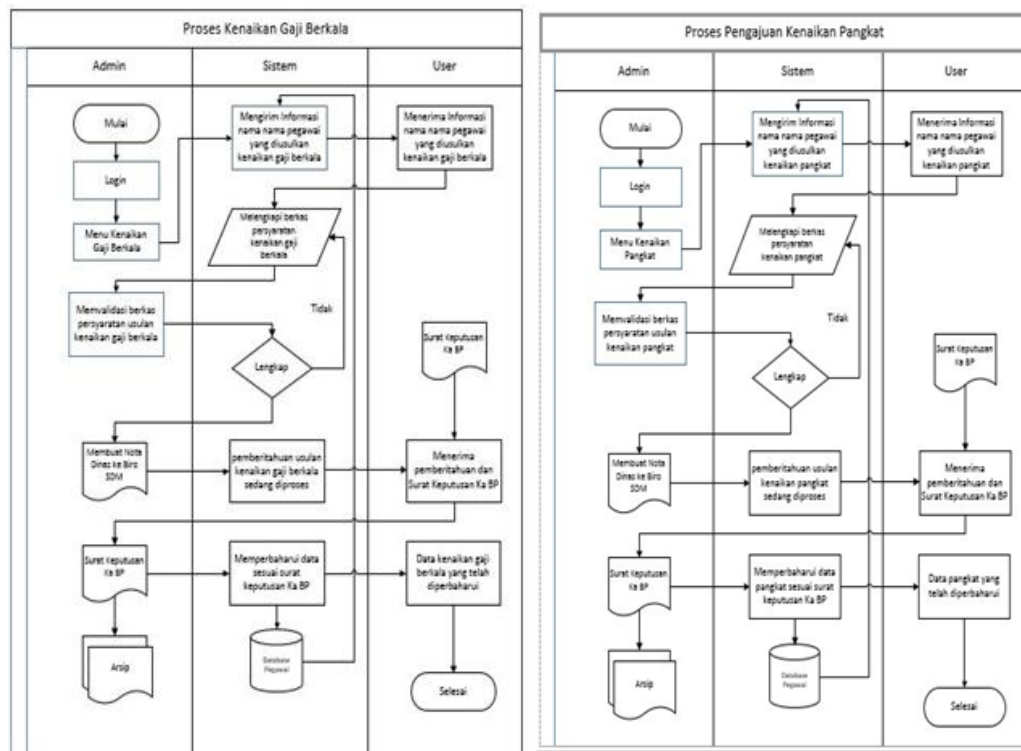 Proses Kenaikan Gaji Berkala
Admin
Sistem
User
Mulai
Login
Menu Kenaikan
Gaji Berkala
Mengirim Informasi
nama nama pegawai
yang diusulkan
kenaikan gaji berkala
Menerima Informasi
nama nama pegawai
yang diusulkan
kenaikan gaji berkala
Melengkapi berkas
persyaratan
kenaikan gaji
berkala
Memvalidasi berkas
persyaratan usulan
kenaikan gaji berkala
Tidak
Lengkap
Surat Keputusan
Ka BP
Membuat Nota
Dinas ke Biro
SDM
pemberitahuan usulan
kenaikan gaji berkala
sedang diproses
Menerima
pemberitahuan dan
Surat Keputusan Ka BP
Surat Keputusan
Ka BP
Memperbaharui data
sesuai surat
keputusan Ka BP
Data kenaikan gaji
berkala yang telah
diperbaharui
Arsip
Database
Pegawai
Selesai
Proses Pengajuan Kenaikan Pangkat
Admin
Sistem
User
Mulai
Login
Menu Kenaikan
Pangkat
Mengirim Informasi
nama nama pegawai
yang diusulkan
kenaikan pangkat
Menerima Informasi
nama nama pegawai
yang diusulkan
kenaikan pangkat
Melengkapi berkas
persyaratan
kenaikan pangkat
Memvalidasi berkas
persyaratan usulan
kenaikan pangkat
Tidak
Lengkap
Surat Keputusan
Ka BP
Membuat Nota
Dinas ke Biro
SDM
pemberitahuan usulan
kenaikan pangkat
sedang diproses
Menerima
pemberitahuan dan
Surat Keputusan Ka BP
Surat Keputusan
Ka BP
Memperbaharui data
pangkat sesuai surat
keputusan Ka BP
Data pangkat yang
telah diperbaharui
Arsip
Database
Pegawai
Selesai